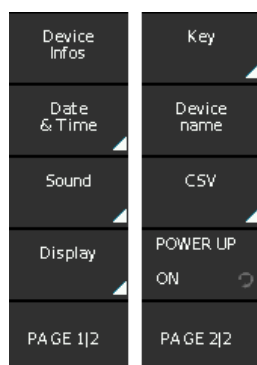 Device
Infos
Date
& Time
Sound
Display
PAGE 1|2
Key
Device
name
CSV
POWER UP
ON
PAGE 2|2